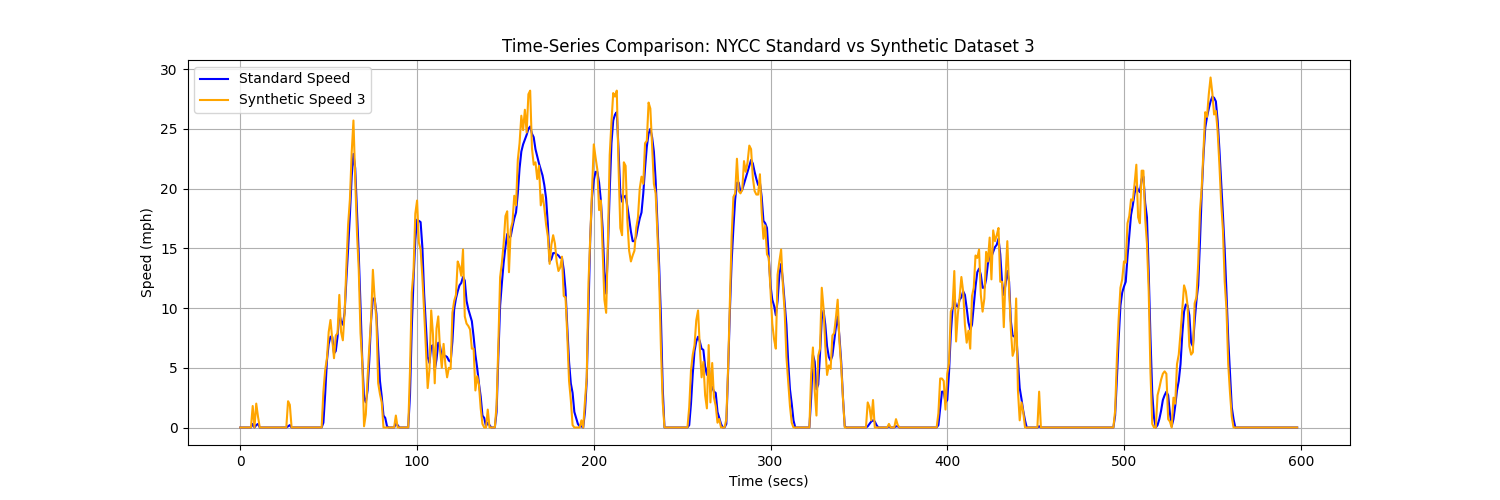 Time-Series Comparison: NYCC Standard vs Synthetic Dataset 3
Standard Speed
Synthetic Speed 3
Speed (mph)
30
25
20
15
10
5
0
0 100 200 300 400 500 600
Time (secs)